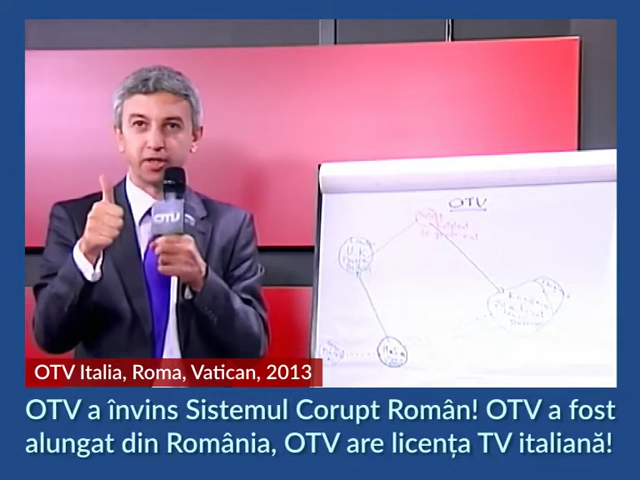 OTV
OTV
OTV Italia, Roma, Vatican, 2013
OTV a învins Sistemul Corupt Român! OTV a fost
alungat din România, OTV are licența TV italiană!